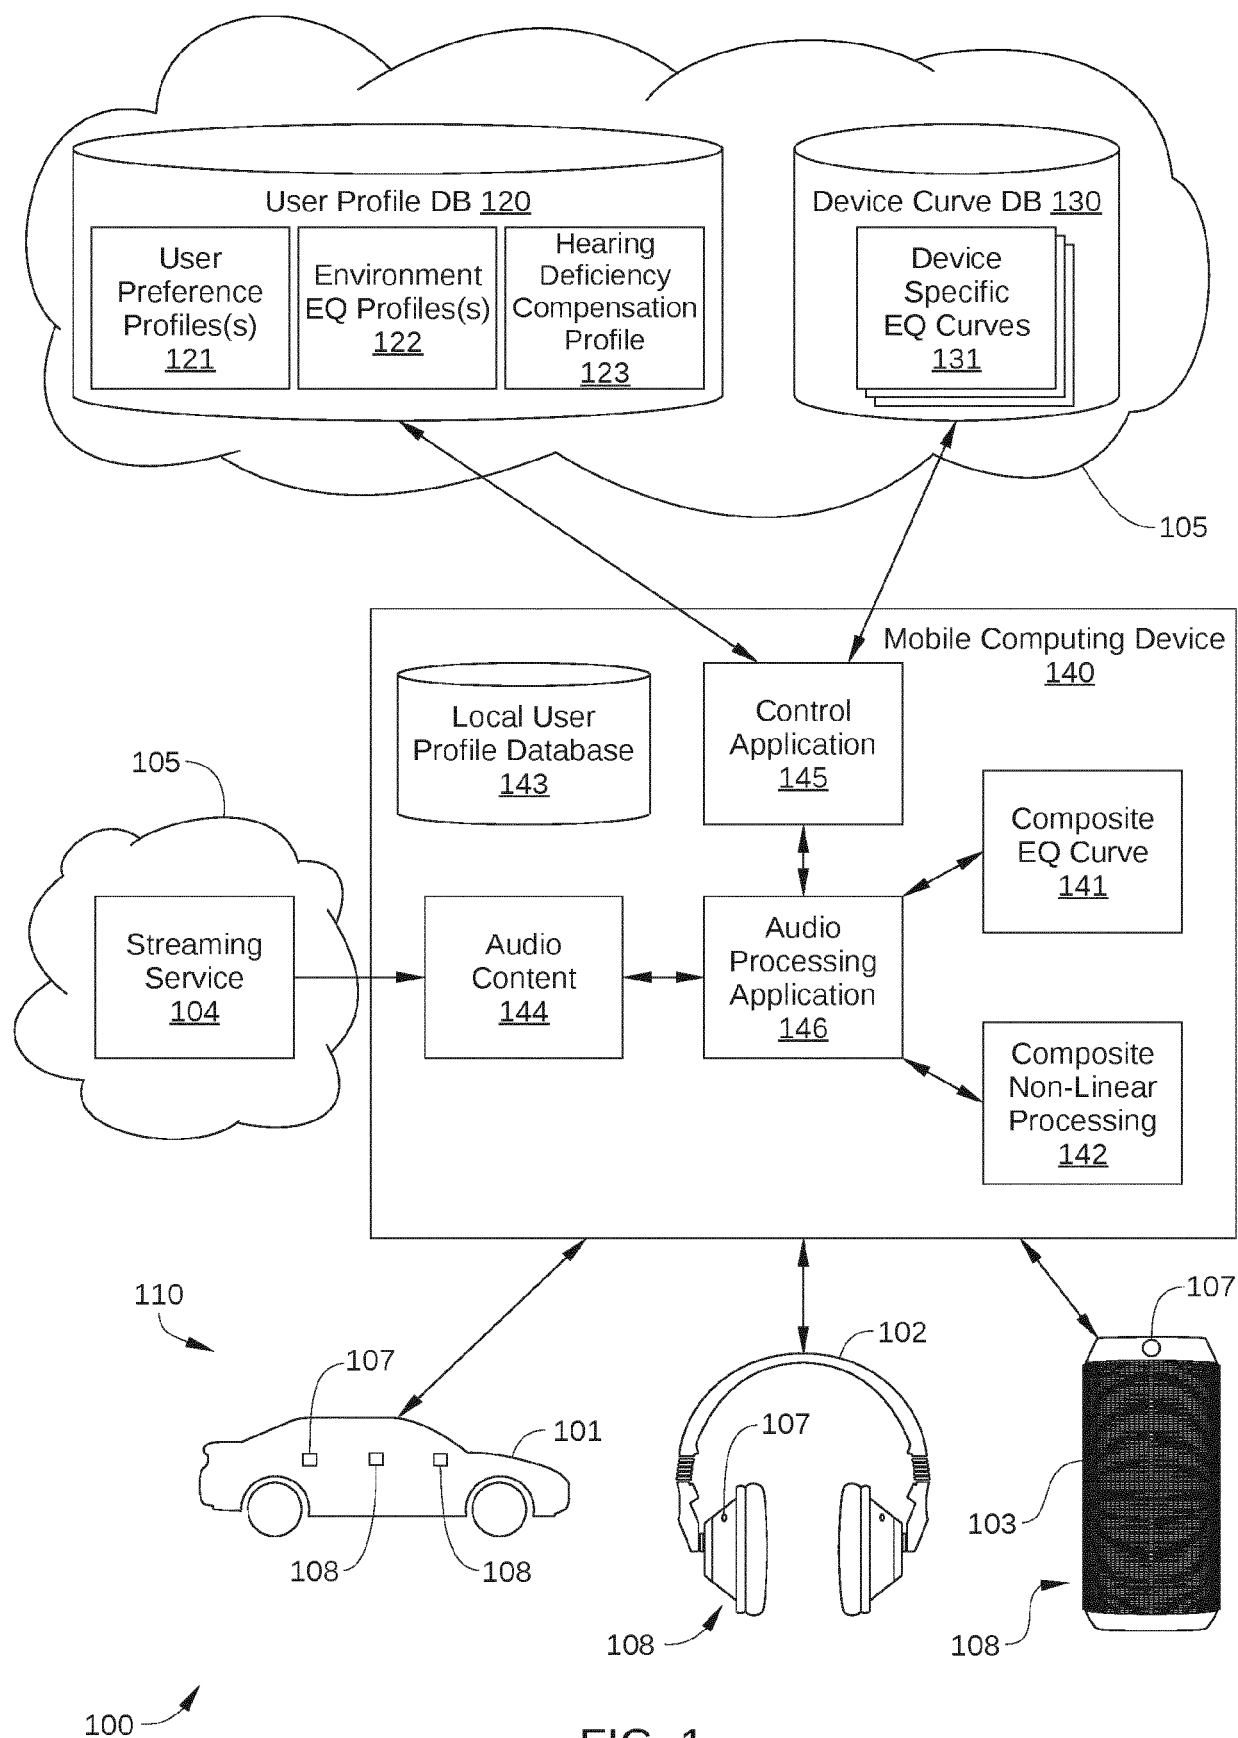 User Profile DB 120
User
Preference
Profiles(s)
121
Environment
EQ Profiles(s)
122
Hearing
Deficiency
Compensation
Profile
123
Device Curve DB 130
Device
Specific
EQ Curves
131
105
Mobile Computing Device
140
Local User
Profile Database
143
Control
Application
145
105
Composite
EQ Curve
141
Streaming
Service
104
Audio
Content
144
Audio
Processing
Application
146
Composite
Non-Linear
Processing
142
110
107
101
108
108
102
107
108
107
103
108
100
FIG. 1